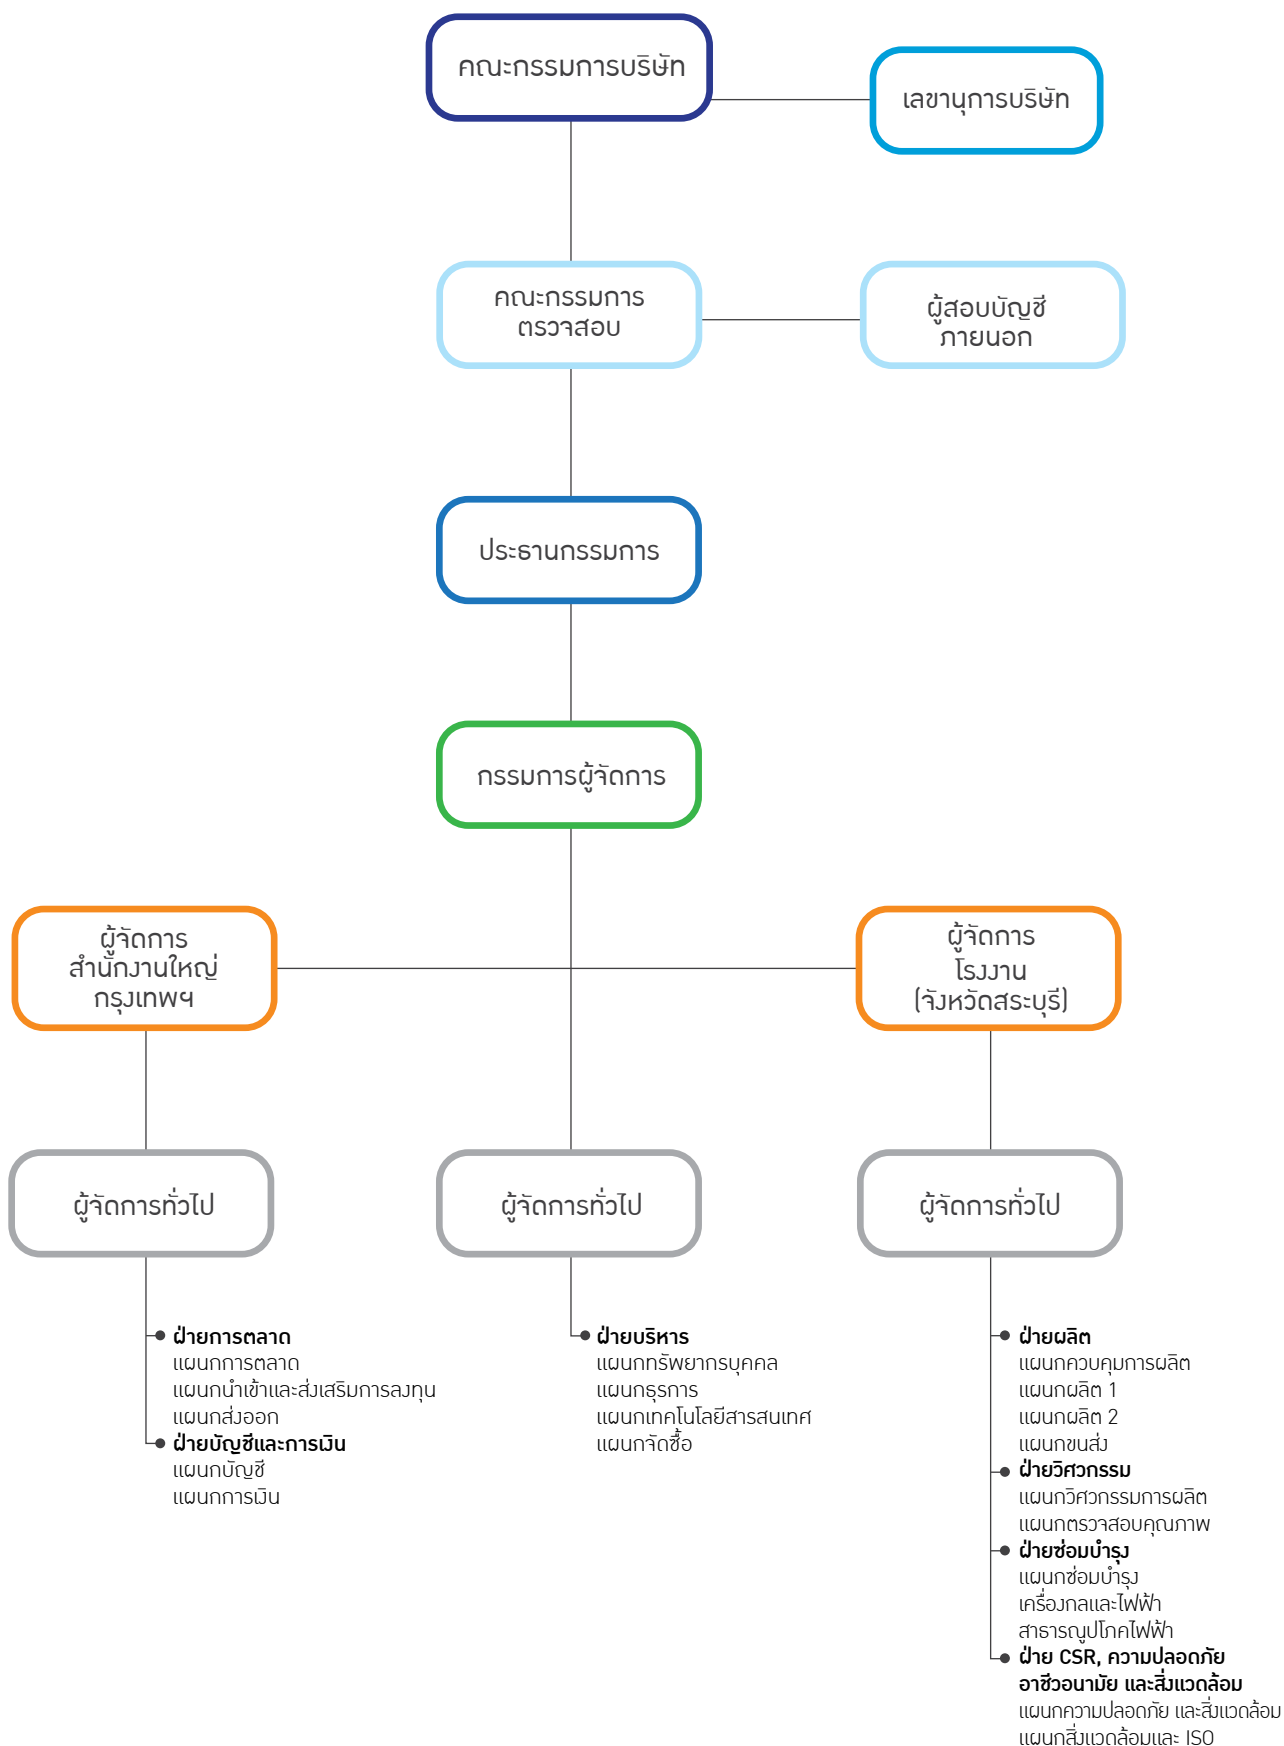 คณะกรรมการบริษัท
เลขานุการบริษัท
คณะกรรมการ
ตรวจสอบ
ผู้สอบบัญชี
ภายนอก
ประธานกรรมการ
กรรมการผู้จัดการ
ผู้จัดการ
สำนักงานใหญ่
กรุงเทพฯ
ผู้จัดการ
โรงงาน
(จังหวัดสระบุรี)
ผู้จัดการทั่วไป
ผู้จัดการทั่วไป
ผู้จัดการทั่วไป
ฝ่ายการตลาด
แผนกการตลาด
แผนกนำเข้าและส่งเสริมการลงทุน
แผนกส่งออก
ฝ่ายบัญชีและการเงิน
แผนกบัญชี
แผนกการเงิน
ฝ่ายบริหาร
แผนกทรัพยากรบุคคล
แผนกธุรการ
แผนกเทคโนโลยีสารสนเทศ
แผนกจัดซื้อ
ฝ่ายผลิต
แผนกควบคุมการผลิต
แผนกผลิต 1
แผนกผลิต 2
แผนกขนส่ง
ฝ่ายวิศวกรรม
แผนกวิศวกรรมการผลิต
แผนกตรวจสอบคุณภาพ
ฝ่ายซ่อมบำรุง
แผนกซ่อมบำรุง
เครื่องกลและไฟฟ้า
สาธารณูปโภคไฟฟ้า
ฝ่าย CSR, ความปลอดภัย
อาชีวอนามัย และสิ่งแวดล้อม
แผนกความปลอดภัย และสิ่งแวดล้อม
แผนกสิ่งแวดล้อมและ ISO